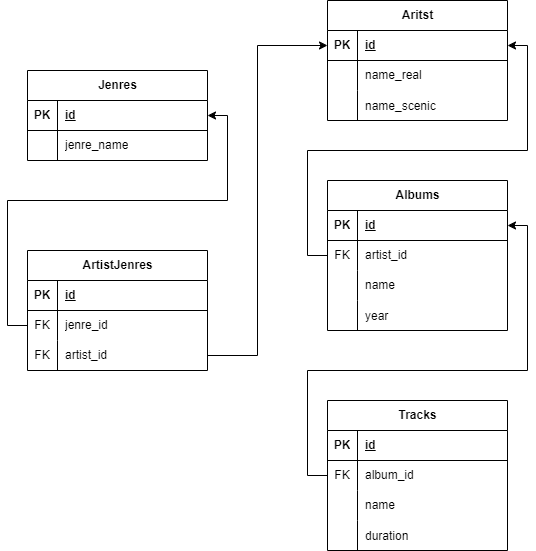 Aritst
PK id
name_real
name_scenic
Jenres
PK id
jenre_name
Albums
PK id
FK artist_id
name
year
ArtistJenres
PK id
FK jenre_id
FK artist_id
Tracks
PK id
FK album_id
name
duration